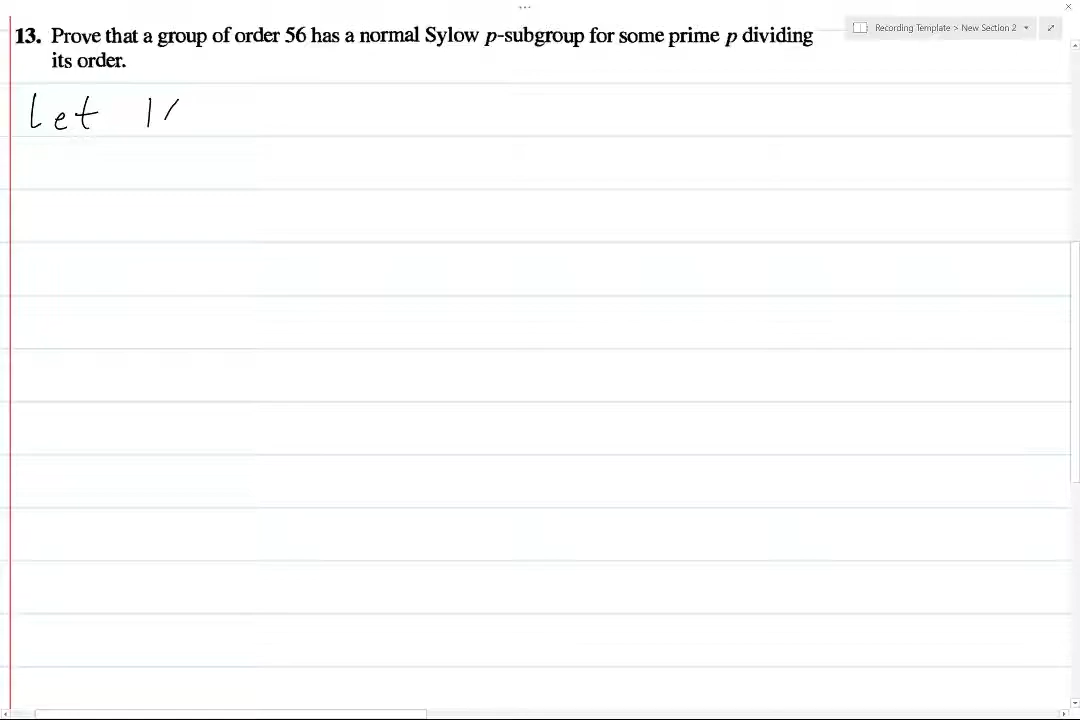 Recording Template > New Section 2
13. Prove that a group of order 56 has a normal Sylow p-subgroup for some prime p dividing
its order.
Let